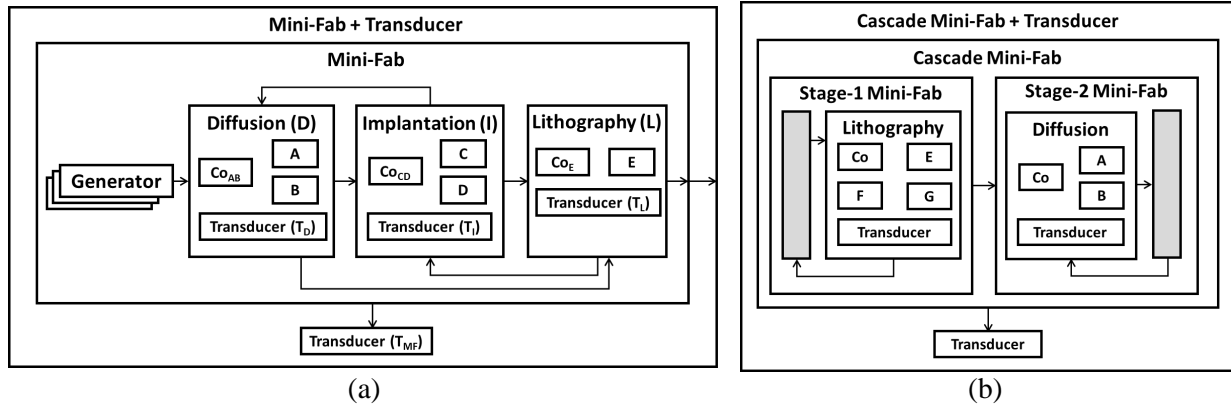 Mini-Fab + Transducer
Mini-Fab
Generator
Diffusion (D)
Co_AB
A
B
Transducer (T_D)
Implantation (I)
Co_CD
C
D
Transducer (T_I)
Lithography (L)
Co_E
E
Transducer (T_L)
Transducer (T_MF)
(a)
Cascade Mini-Fab + Transducer
Cascade Mini-Fab
Stage-1 Mini-Fab
Lithography
Co
E
F
G
Transducer
Stage-2 Mini-Fab
Diffusion
Co
A
B
Transducer
Transducer
(b)